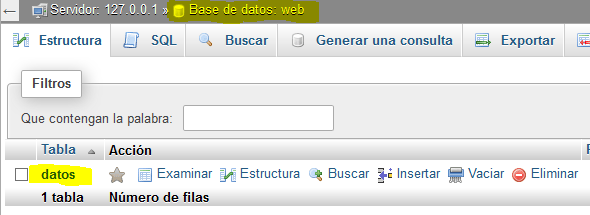 ← Servidor: 127.0.0.1 » Base de datos: web
Estructura SQL Buscar Generar una consulta Exportar
Filtros
Que contengan la palabra:
Tabla Acción
datos Examinar Estructura Buscar Insertar Vaciar Eliminar
1 tabla Número de filas